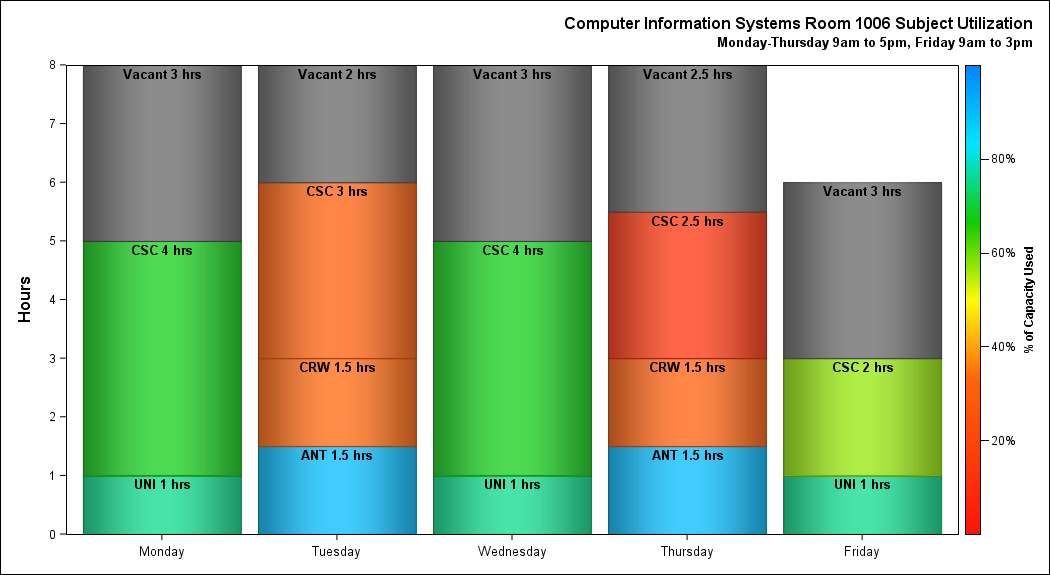 Computer Information Systems Room 1006 Subject Utilization
Monday-Thursday 9am to 5pm, Friday 9am to 3pm
Hours
8
7
6
5
4
3
2
1
0
Vacant 3 hrs
CSC 4 hrs
UNI 1 hrs
Monday
Vacant 2 hrs
CSC 3 hrs
CRW 1.5 hrs
ANT 1.5 hrs
Tuesday
Vacant 3 hrs
CSC 4 hrs
UNI 1 hrs
Wednesday
Vacant 2.5 hrs
CSC 2.5 hrs
CRW 1.5 hrs
ANT 1.5 hrs
Thursday
Vacant 3 hrs
CSC 2 hrs
UNI 1 hrs
Friday
80%
60%
40%
20%
% of Capacity Used